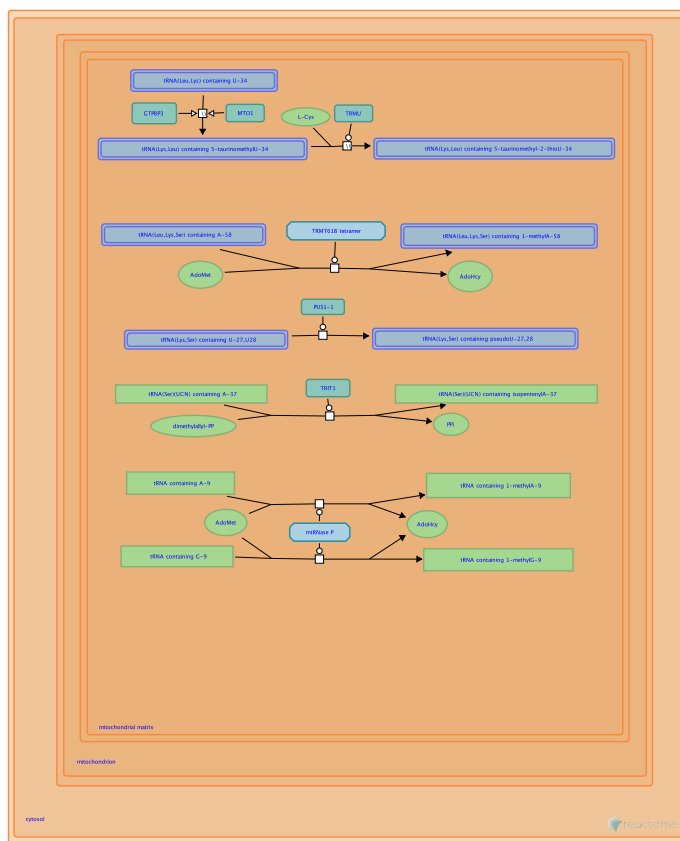 tRNA(Leu,Lys) containing U-34
GTPBP3
MTO1
L-Cys
TRMU
tRNA(Lys,Leu) containing 5-taurinomethylU-34
tRNA(Lys,Leu) containing 5-taurinomethyl-2-thioU-34
tRNA(Leu,Lys,Ser) containing A-58
TRMT61B tetramer
tRNA(Leu,Lys,Ser) containing 1-methylA-58
AdoMet
AdoHcy
PUS1-1
tRNA(Lys,Ser) containing U-27,U28
tRNA(Lys,Ser) containing pseudoU-27,28
TRIT1
tRNA(Ser)(UCN) containing A-37
tRNA(Ser)(UCN) containing isopentenylA-37
dimethylallyl-PP
PPi
tRNA containing A-9
tRNA containing 1-methylA-9
AdoMet
AdoHcy
mtRNase P
tRNA containing G-9
tRNA containing 1-methylG-9
mitochondrial matrix
mitochondrion
cytosol
reactome